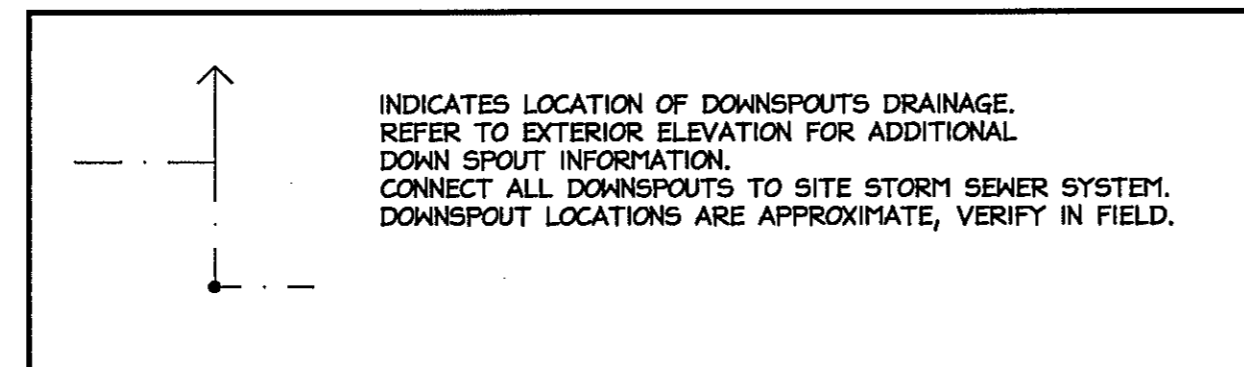 INDICATES LOCATION OF DOWNSPOUTS DRAINAGE.
REFER TO EXTERIOR ELEVATION FOR ADDITIONAL
DOWN SPOUT INFORMATION.
CONNECT ALL DOWNSPOUTS TO SITE STORM SEWER SYSTEM.
DOWNSPOUT LOCATIONS ARE APPROXIMATE, VERIFY IN FIELD.